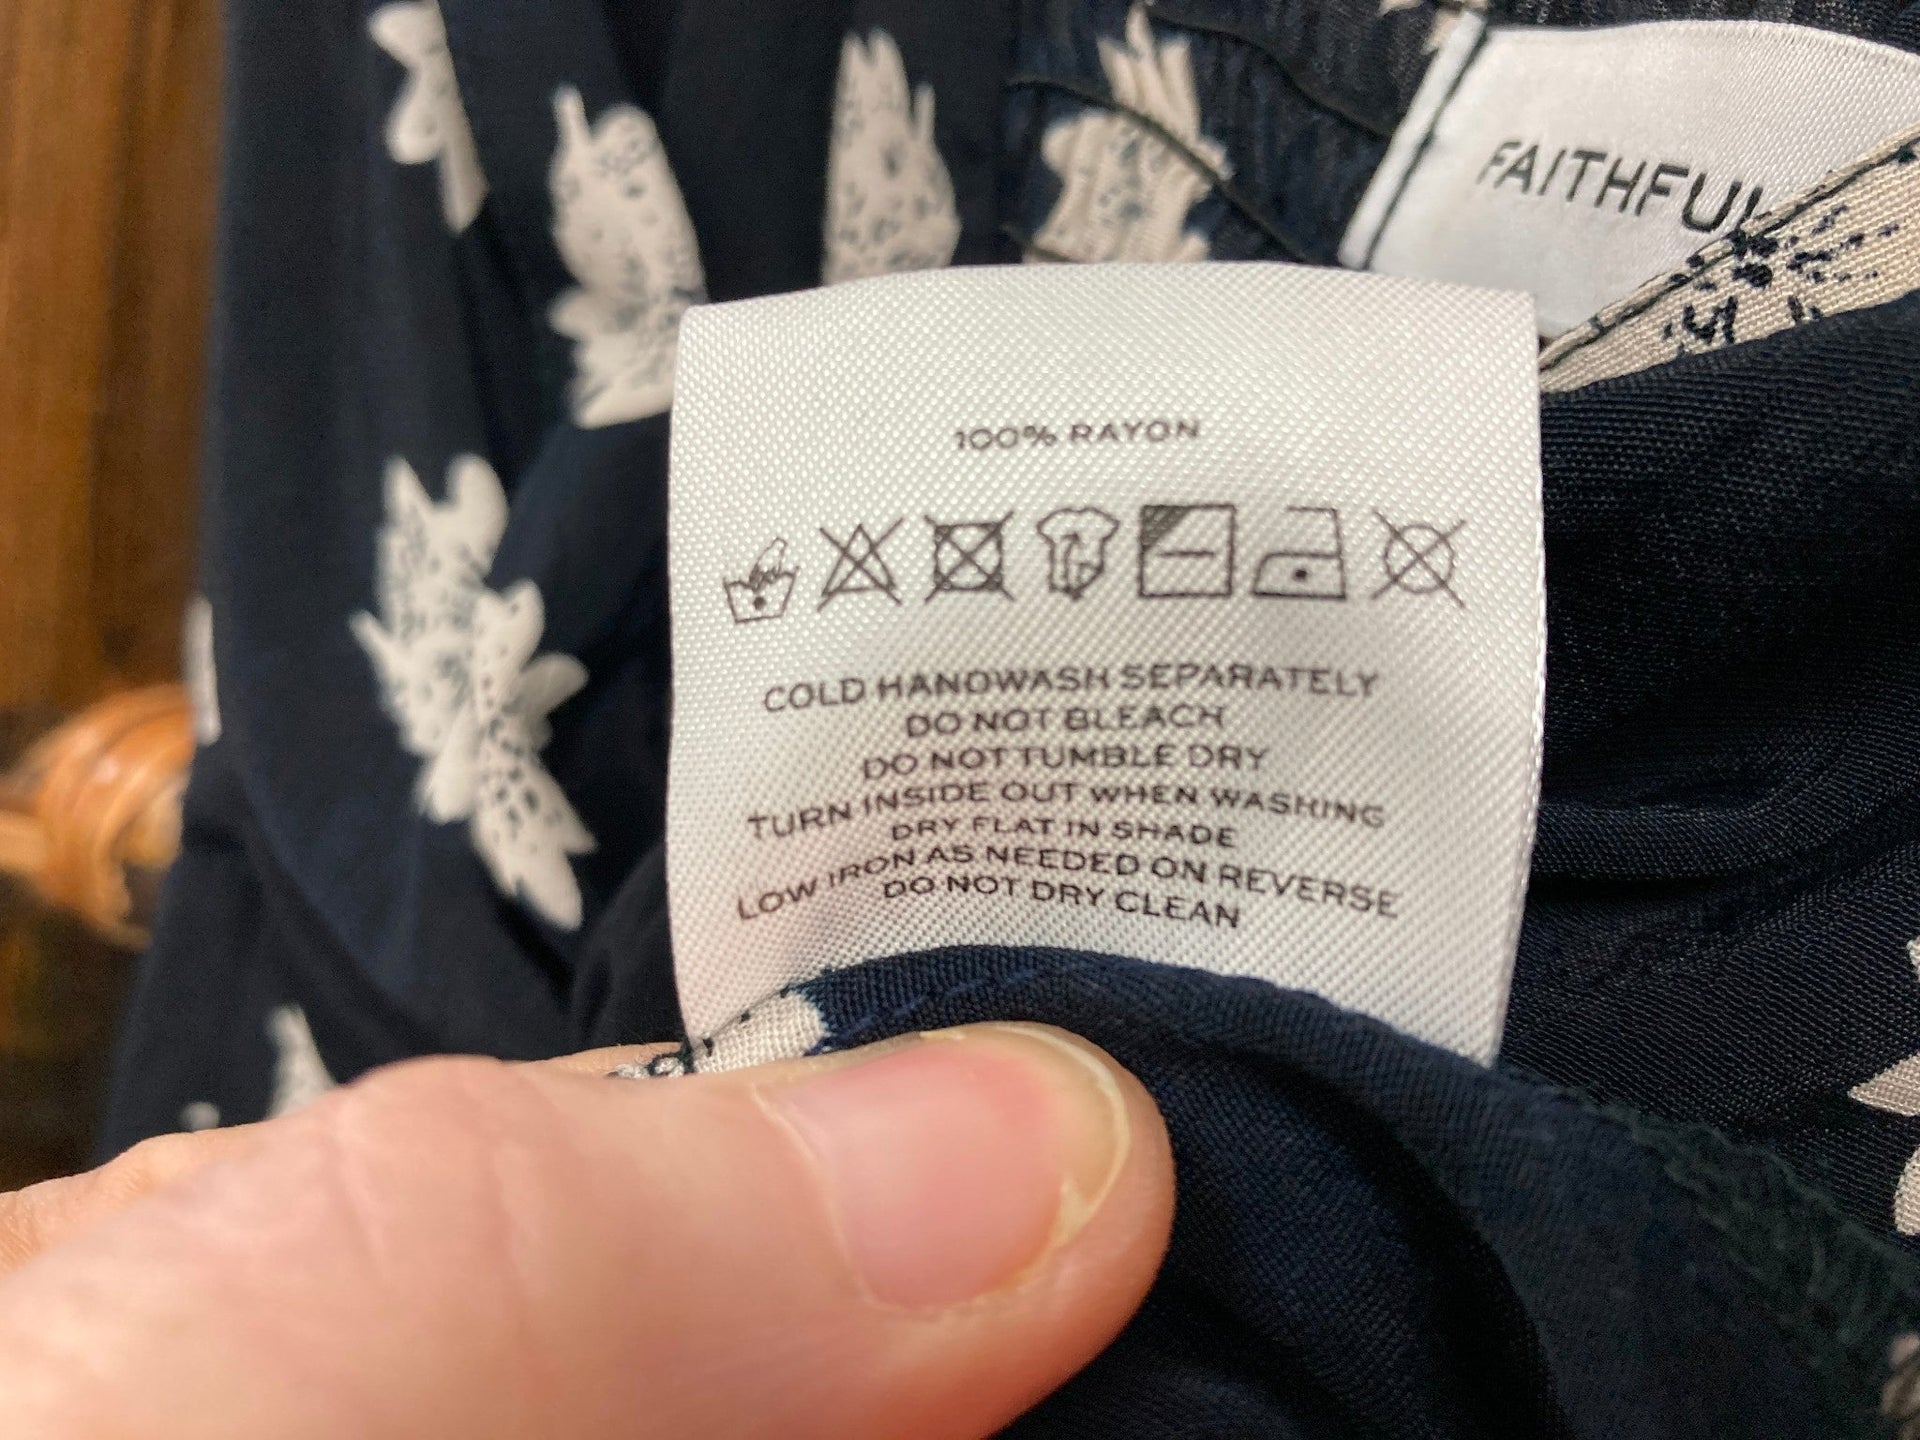 FAITHFUL
100% RAYON
COLD HANDWASH SEPARATELY
DO NOT BLEACH
DO NOT TUMBLE DRY
TURN INSIDE OUT WHEN WASHING
DRY FLAT IN SHADE
LOW IRON AS NEEDED ON REVERSE
DO NOT DRY CLEAN